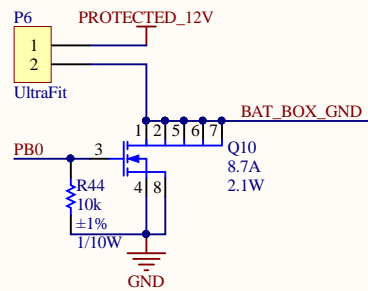 P6
PROTECTED_12V
1
2
UltraFit
BAT_BOX_GND
1 2 5 6 7
Q10
8.7A
2.1W
PB0
3
R44
10k
±1%
1/10W
4 8
GND